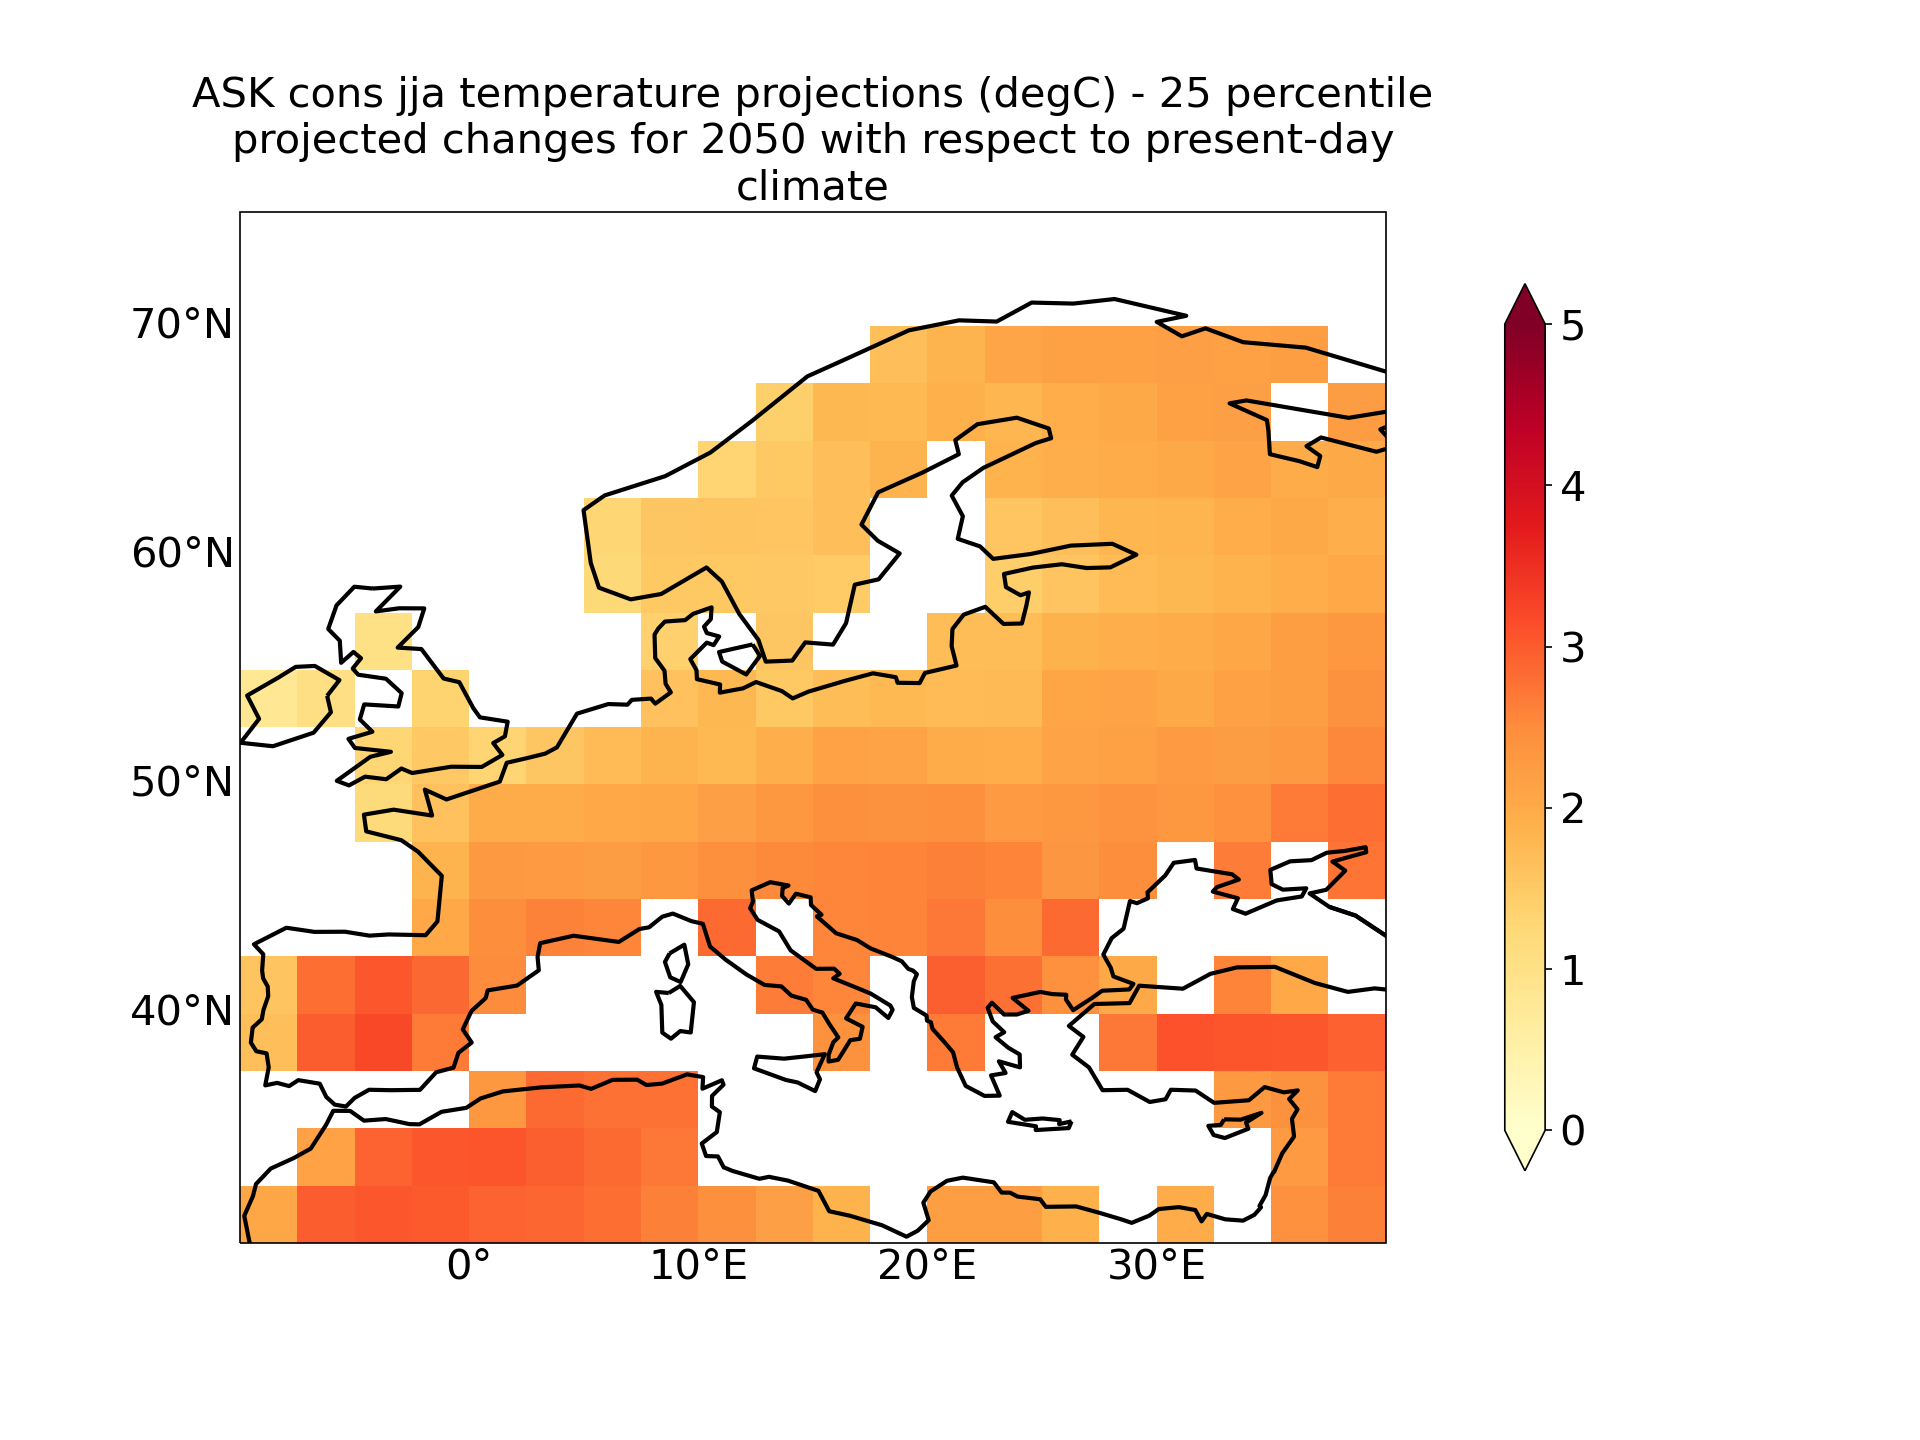 ASK cons jja temperature projections (degC) - 25 percentile
projected changes for 2050 with respect to present-day
climate
70°N
60°N
50°N
40°N
0°
10°E
20°E
30°E
5
4
3
2
1
0